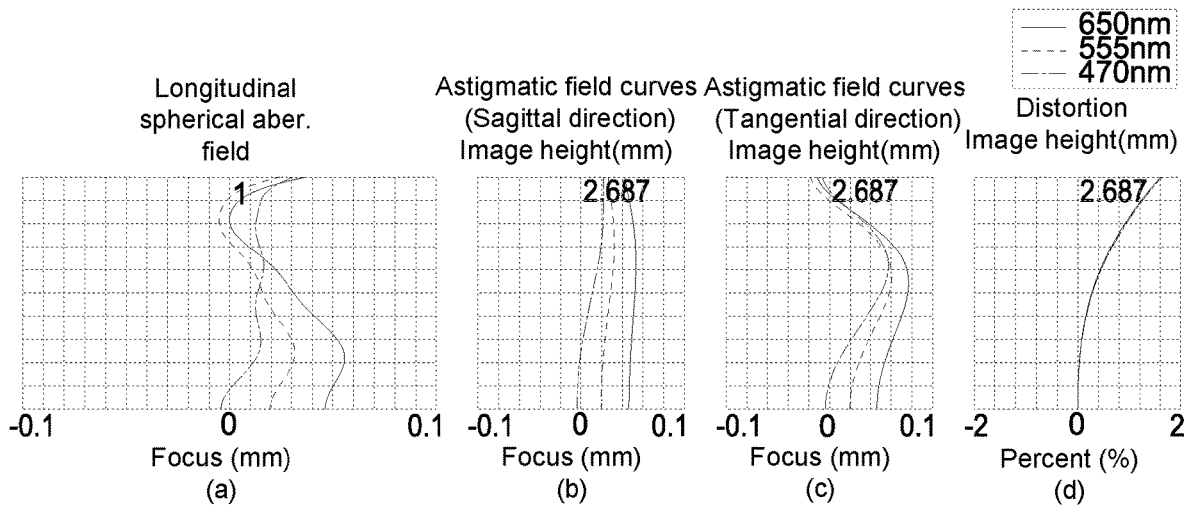 650nm
555nm
470nm
Longitudinal
spherical aber.
field
1
-0.1
0
0.1
Focus (mm)
(a)
Astigmatic field curves
(Sagittal direction)
Image height(mm)
2.687
-0.1
0
0.1
Focus (mm)
(b)
Astigmatic field curves
(Tangential direction)
Image height(mm)
2.687
-0.1
0
0.1
Focus (mm)
(c)
Distortion
Image height(mm)
2.687
-2
0
2
Percent (%)
(d)